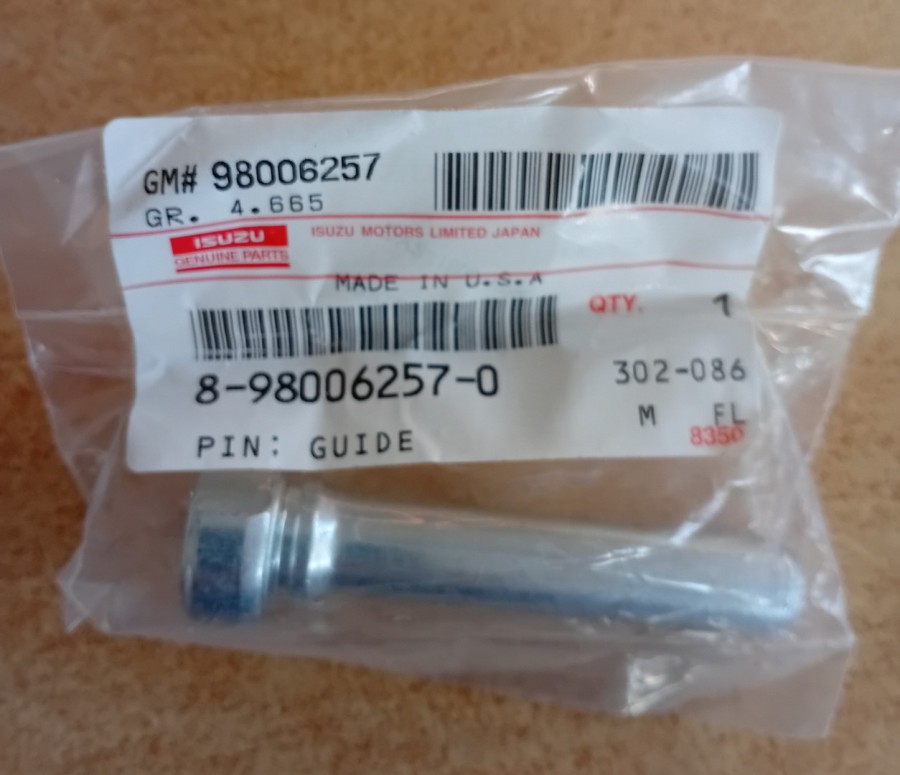 GM# 98006257
GR. 4.665
ISUZU
GENUINE PARTS
ISUZU MOTORS LIMITED JAPAN
MADE IN U.S.A
QTY. 1
8-98006257-0
302-086
M FL
PIN: GUIDE
8350